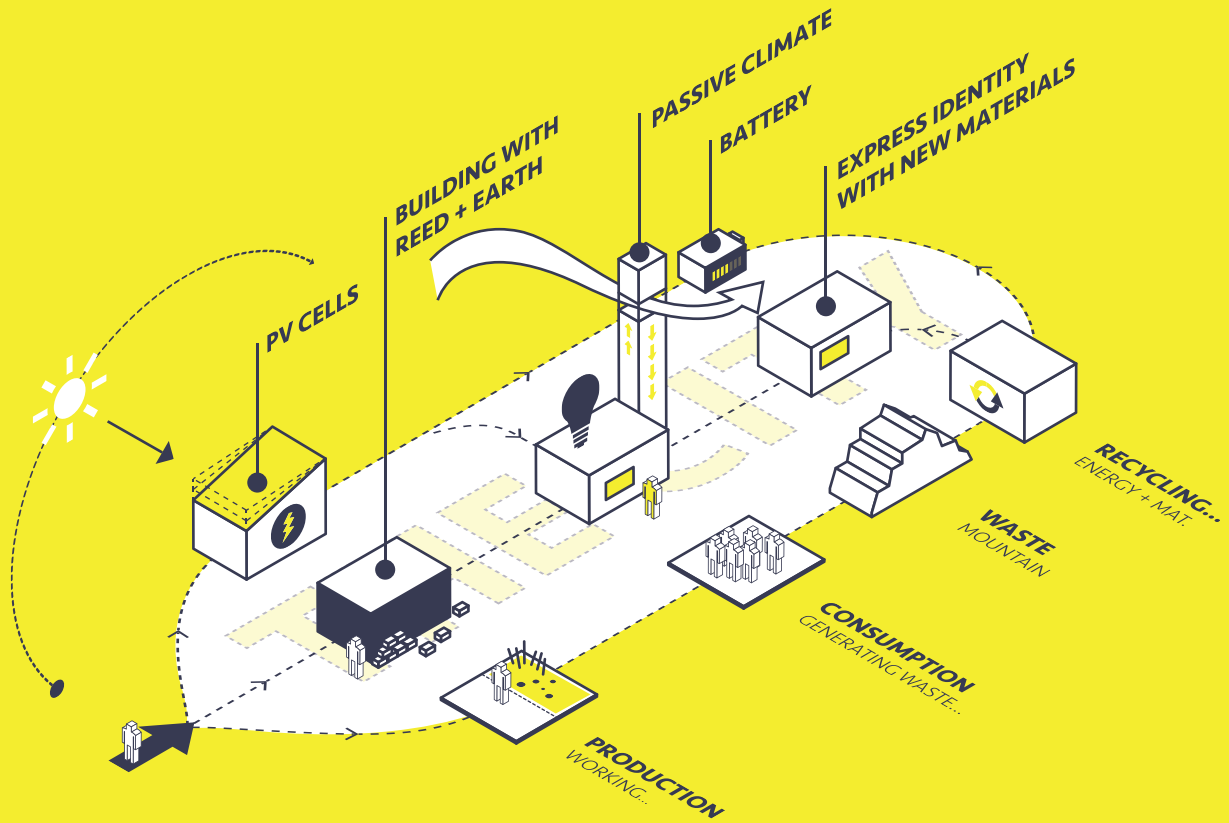 PASSIVE CLIMATE
BATTERY
EXPRESS IDENTITY
WITH NEW MATERIALS
BUILDING WITH
REED + EARTH
PV CELLS
RECYCLING...
ENERGY + MAT.
WASTE
MOUNTAIN
CONSUMPTION
GENERATING WASTE...
PRODUCTION
WORKING...